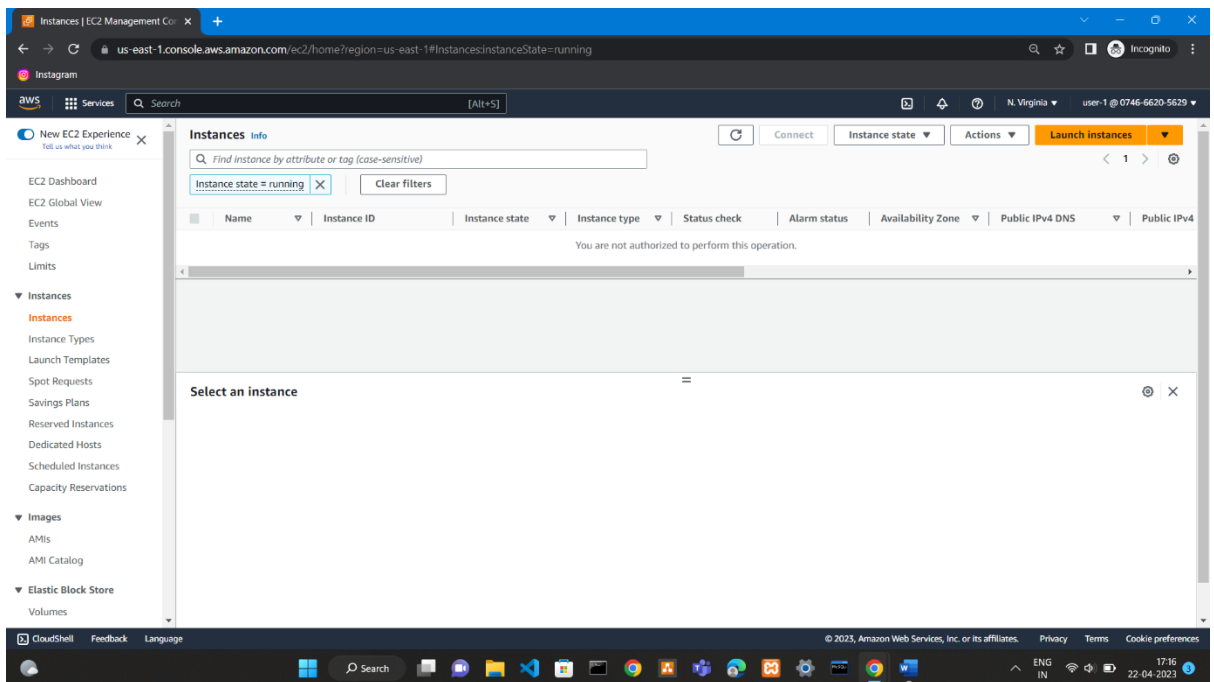 Instances | EC2 Management Cor
us-east-1.console.aws.amazon.com/ec2/home?region=us-east-1#Instances:instanceState=running
Incognito
Instagram
aws
Services
Search
[Alt+S]
N. Virginia
user-1 @ 0746-6620-5629
New EC2 Experience
Tell us what you think
EC2 Dashboard
EC2 Global View
Events
Tags
Limits
Instances
Instances
Instance Types
Launch Templates
Spot Requests
Savings Plans
Reserved Instances
Dedicated Hosts
Scheduled Instances
Capacity Reservations
Images
AMIs
AMI Catalog
Elastic Block Store
Volumes
Instances Info
Connect
Instance state
Actions
Launch instances
Find instance by attribute or tag (case-sensitive)
1
Instance state = running
Clear filters
Name Instance ID Instance state Instance type Status check Alarm status Availability Zone Public IPv4 DNS Public IPv4
You are not authorized to perform this operation.
Select an instance
CloudShell Feedback Language
© 2023, Amazon Web Services, Inc. or its affiliates. Privacy Terms Cookie preferences
Search
ENG
IN
17:16
22-04-2023
3